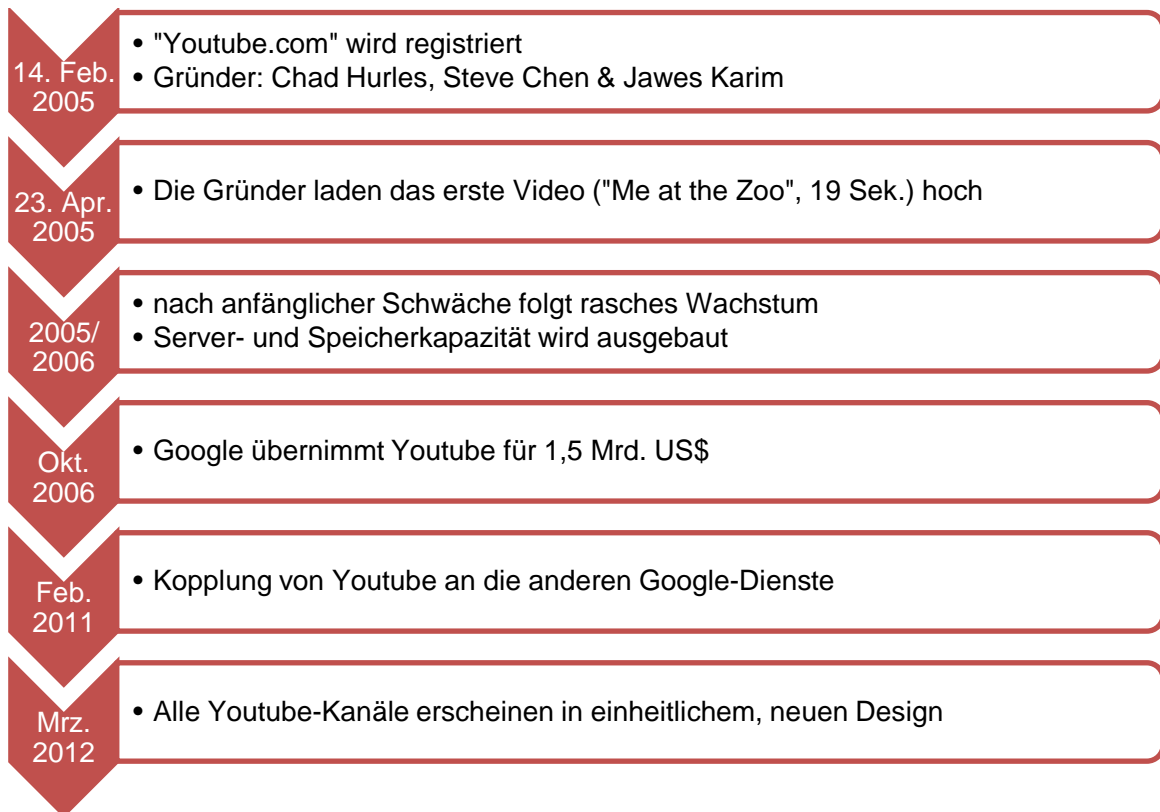 14. Feb.
2005
• "Youtube.com" wird registriert
• Gründer: Chad Hurles, Steve Chen & Jawes Karim
23. Apr.
2005
• Die Gründer laden das erste Video ("Me at the Zoo", 19 Sek.) hoch
2005/
2006
• nach anfänglicher Schwäche folgt rasches Wachstum
• Server- und Speicherkapazität wird ausgebaut
Okt.
2006
• Google übernimmt Youtube für 1,5 Mrd. US$
Feb.
2011
• Kopplung von Youtube an die anderen Google-Dienste
Mrz.
2012
• Alle Youtube-Kanäle erscheinen in einheitlichem, neuen Design